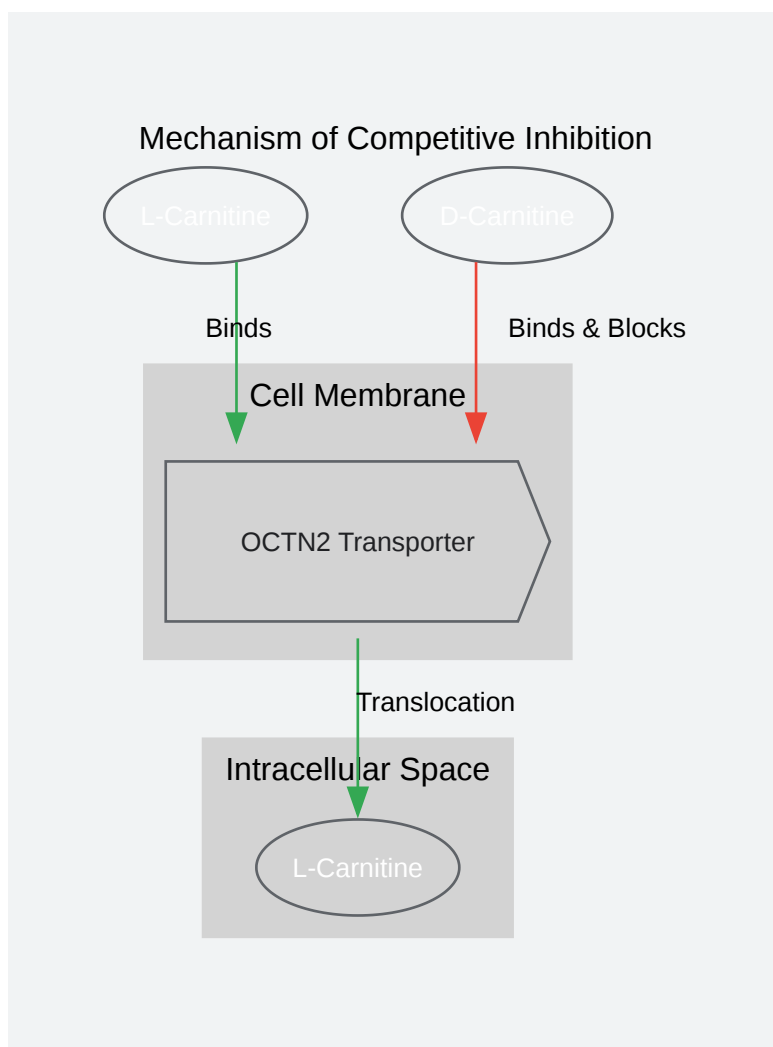 Mechanism of Competitive Inhibition
L-Carnitine
D-Carnitine
Binds
Binds & Blocks
Cell Membrane
OCTN2 Transporter
Translocation
Intracellular Space
L-Carnitine